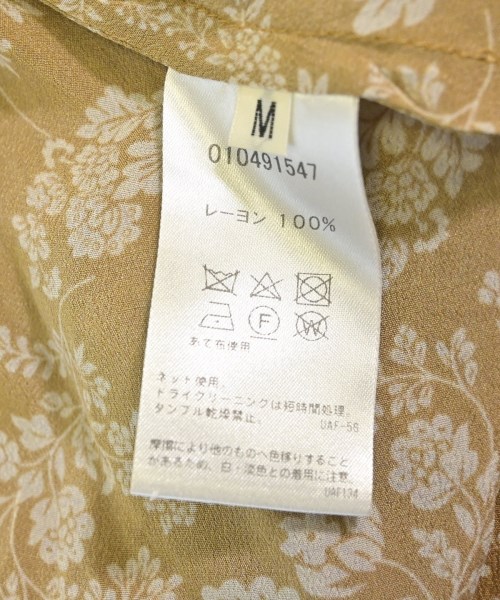 M
010491547
レーヨン 100%
F
W
あて布使用
ネット使用。
ドライクリーニングは短時間処理。
タンブル乾燥禁止。
UAF-56
摩擦により他のものへ色移りすること
があるため、白・淡色との着用に注意
UAF134